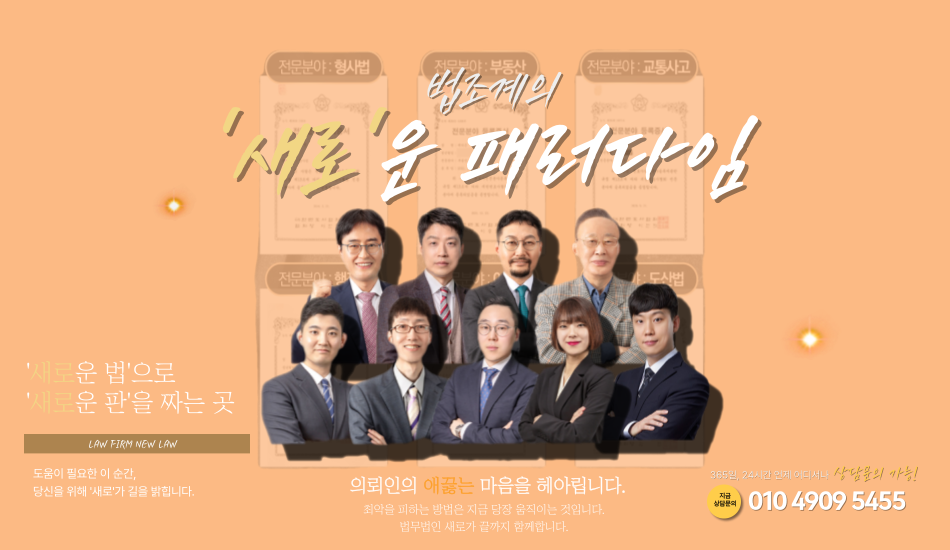 전문분야 : 형사법
전문분야 : 부동산
전문분야 : 교통사고
법조계의
'새로'운 패러다임
전문분야 :
도산법
'새로운 법'으로
'새로운 판'을 짜는 곳
LAW FIRM NEW LAW
도움이 필요한 이 순간,
당신을 위해 '새로'가 길을 밝힙니다.
의뢰인의 애끓는 마음을 헤아립니다.
최악을 피하는 방법은 지금 당장 움직이는 것입니다.
법무법인 새로가 끝까지 함께합니다.
365일, 24시간 언제 어디서나 상담문의 가능!
지금
상담문의
010 4909 5455